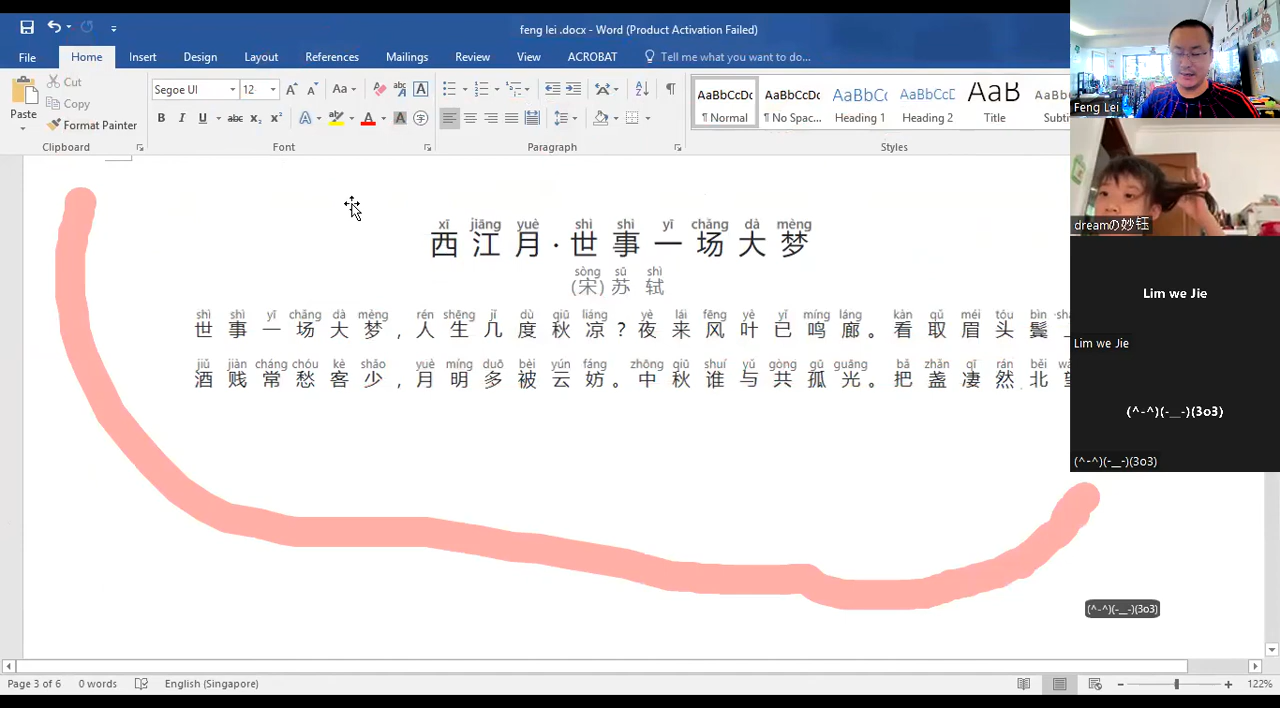 feng lei .docx - Word (Product Activation Failed)
File Home Insert Design Layout References Mailings Review View ACROBAT Tell me what you want to do...
Cut
Copy
Format Painter
Paste
Segoe UI 12
AaBbCcDc AaBbCcDc AaBbCc AaBbCcD AaB
¶ Normal ¶ No Spac... Heading 1 Heading 2 Title
Clipboard Font Paragraph Styles
xī jiāng yuè shì shì yī chǎng dà mèng
西江月·世事一场大梦
sòng sū shì
(宋) 苏轼
shì shì yī chǎng dà mèng rén shēng jǐ dù qiū liáng yè lái fēng yè yǐ míng láng kàn qǔ méi tóu bìn
世事一场大梦,人生几度秋凉?夜来风叶已鸣廊。看取眉头鬓
jiǔ jiàn cháng chóu kè shǎo yuè míng duō bèi yún fáng zhōng qiū shuí yǔ gòng gū guāng bǎ zhǎn qī rán běi
酒贱常愁客少,月明多被云妨。中秋谁与共孤光。把盏凄然北
Feng Lei
dreamの妙钰
Lim we Jie
Lim we Jie
(^-^)(-__-)(3o3)
(^-^)(-__-)(3o3)
(^-^)(-__-)(3o3)
Page 3 of 6 0 words English (Singapore) 122%